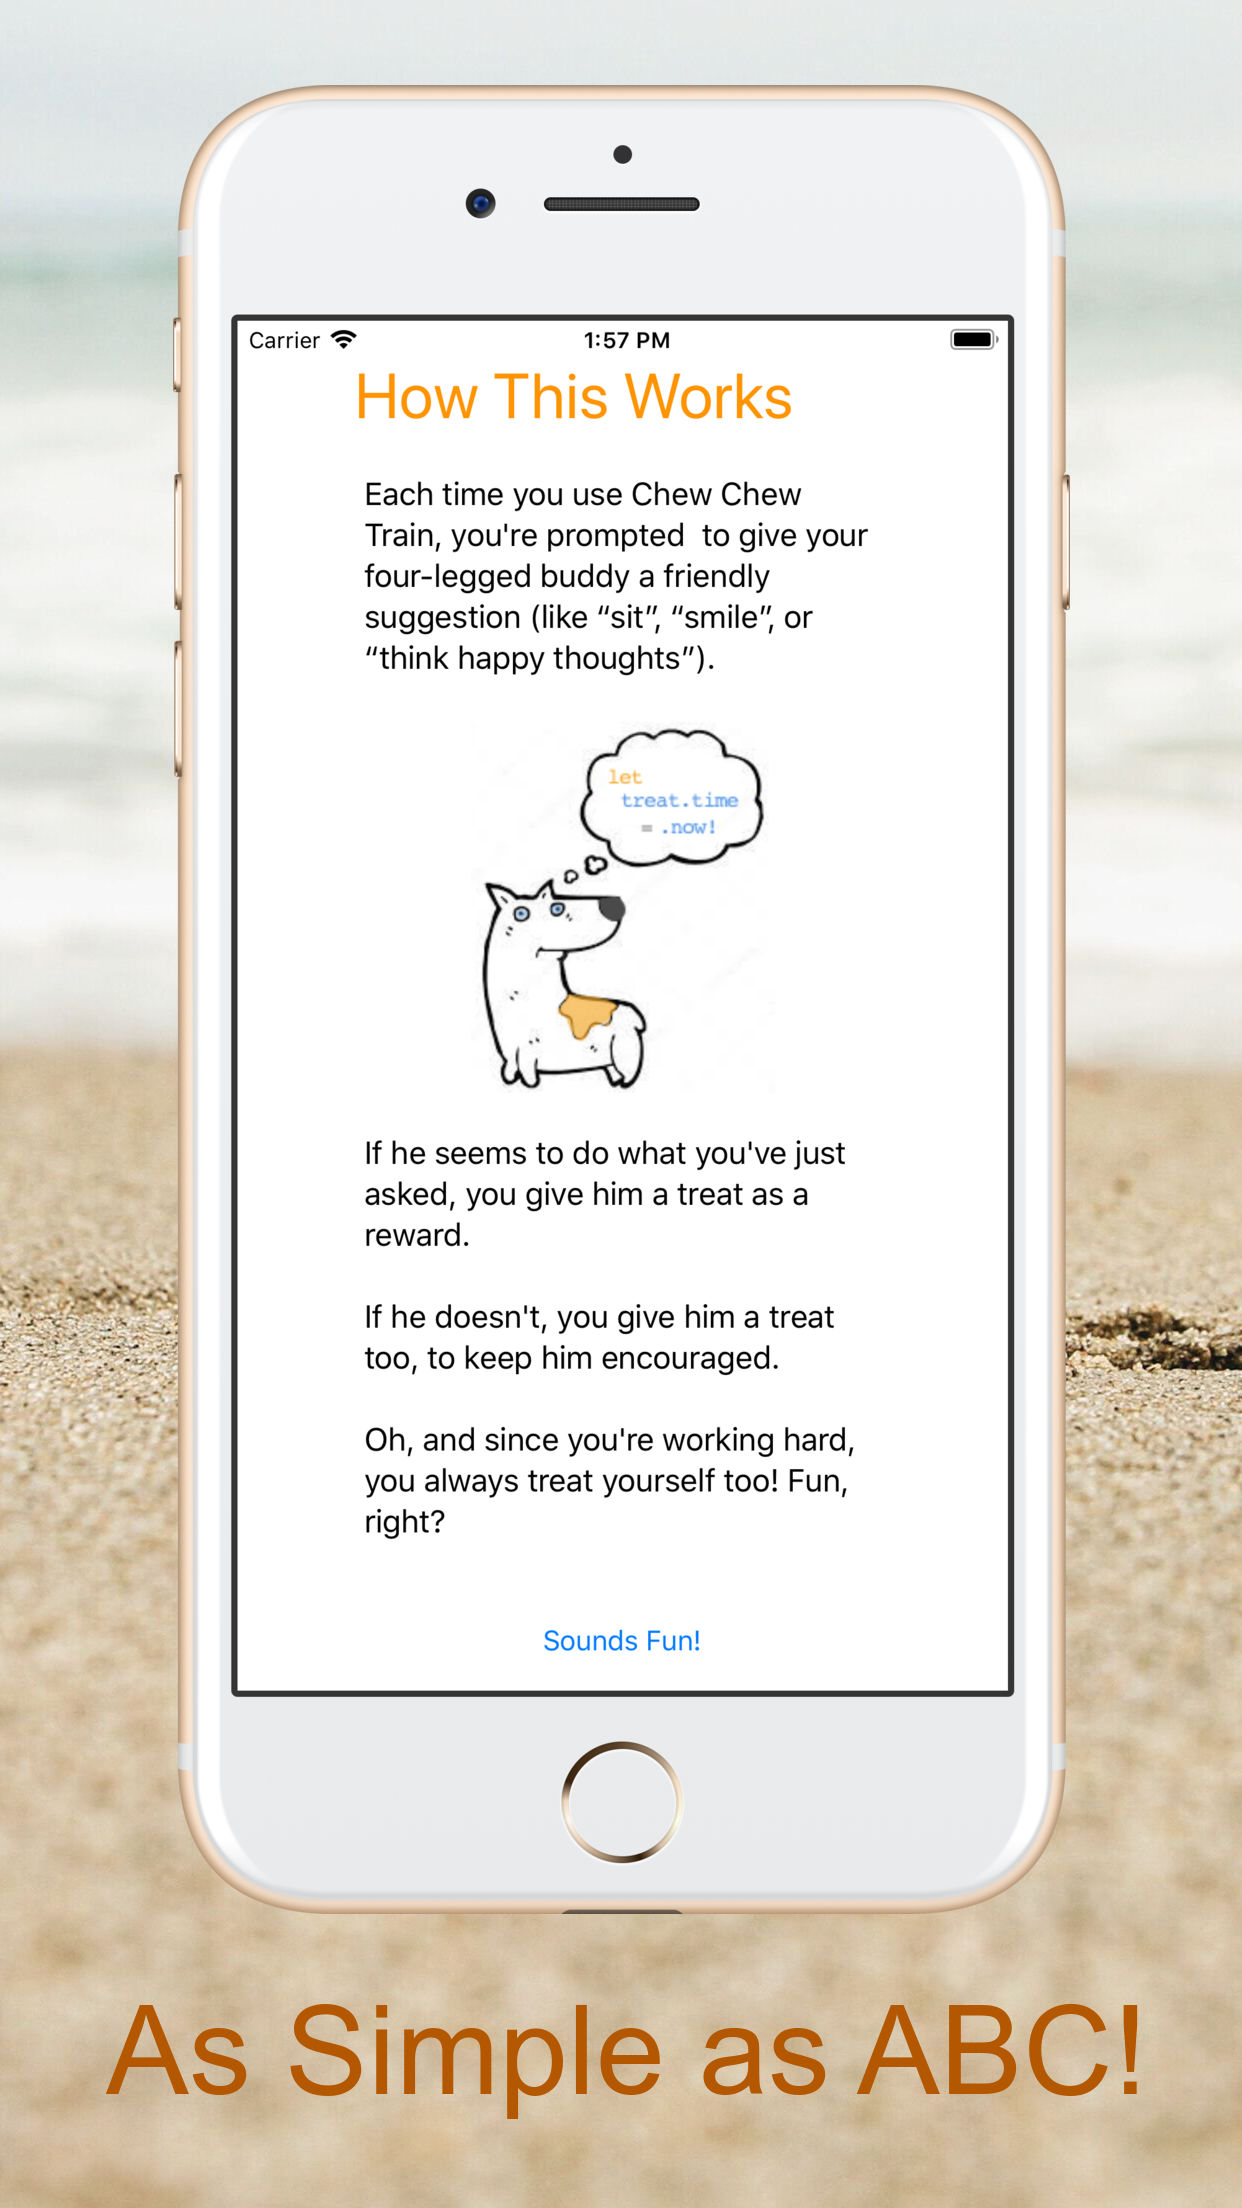 Carrier 1:57 PM
How This Works
Each time you use Chew Chew
Train, you're prompted  to give your
four-legged buddy a friendly
suggestion (like “sit”, “smile”, or
“think happy thoughts”).
let
treat.time
= .now!
If he seems to do what you've just
asked, you give him a treat as a
reward.
If he doesn't, you give him a treat
too, to keep him encouraged.
Oh, and since you're working hard,
you always treat yourself too! Fun,
right?
Sounds Fun!
As Simple as ABC!